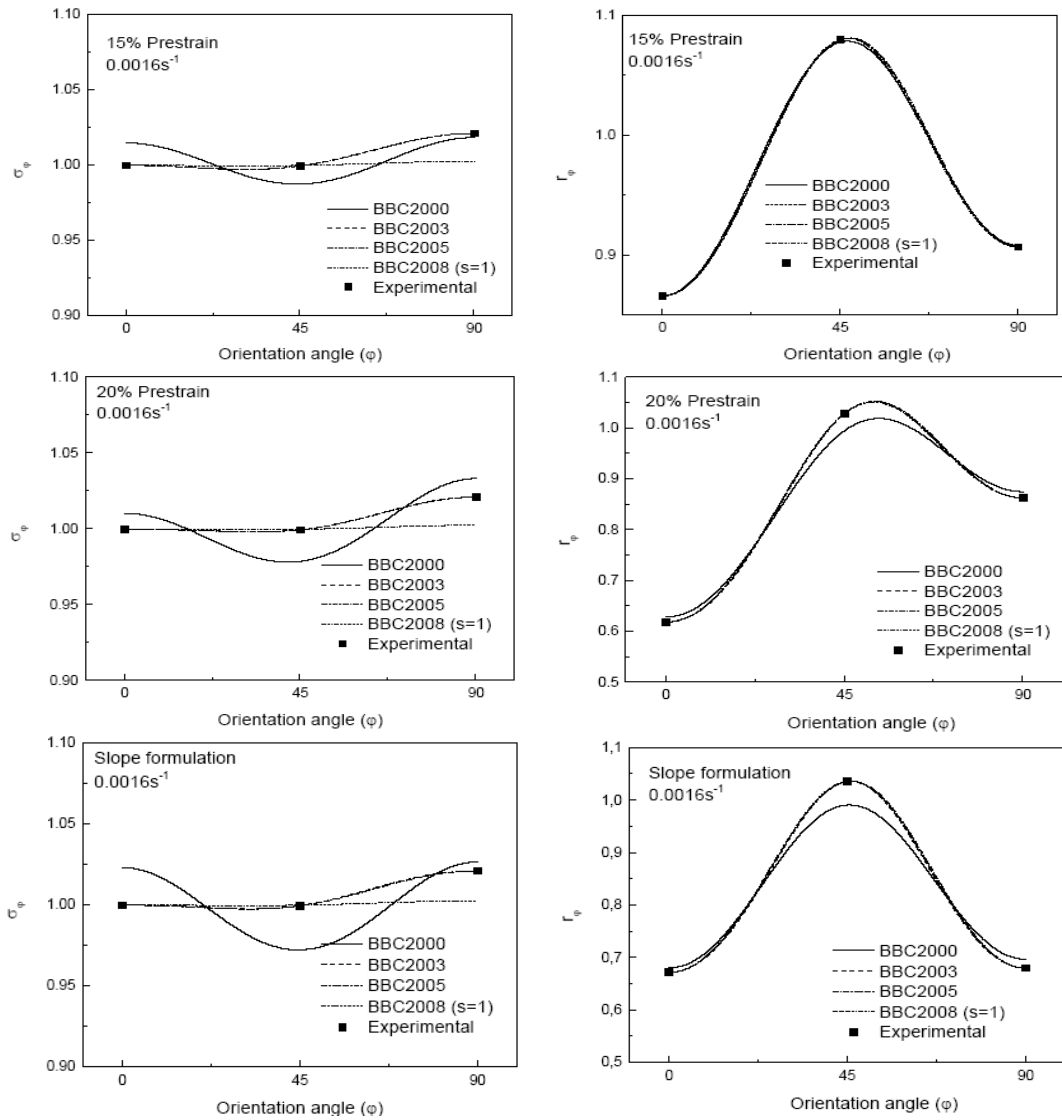 1.10
1.05
1.00
0.95
0.90
σφ
15% Prestrain
0.0016s-1
BBC2000
BBC2003
BBC2005
BBC2008 (s=1)
Experimental
0
45
90
Orientation angle (φ)
1.1
1.0
0.9
rφ
15% Prestrain
0.0016s-1
BBC2000
BBC2003
BBC2005
BBC2008 (s=1)
Experimental
0
45
90
Orientation angle (φ)
1.10
1.05
1.00
0.95
0.90
σφ
20% Prestrain
0.0016s-1
BBC2000
BBC2003
BBC2005
BBC2008 (s=1)
Experimental
0
45
90
Orientation angle (φ)
1.1
1.0
0.9
0.8
0.7
0.6
0.5
rφ
20% Prestrain
0.0016s-1
BBC2000
BBC2003
BBC2005
BBC2008 (s=1)
Experimental
0
45
90
Orientation angle (φ)
1.10
1.05
1.00
0.95
0.90
σφ
Slope formulation
0.0016s-1
BBC2000
BBC2003
BBC2005
BBC2008 (s=1)
Experimental
0
45
90
Orientation angle (φ)
1,1
1,0
0,9
0,8
0,7
0,6
0,5
rφ
Slope formulation
0.0016s-1
BBC2000
BBC2003
BBC2005
BBC2008 (s=1)
Experimental
0
45
90
Orientation angle (φ)